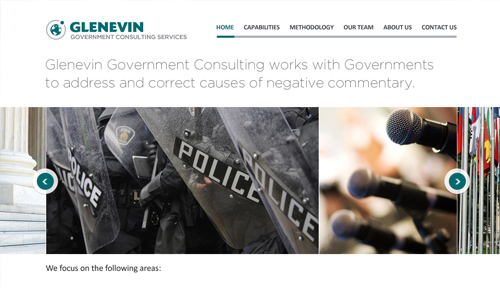 GLENEVIN
GOVERNMENT CONSULTING SERVICES
HOME CAPABILITIES METHODOLOGY OUR TEAM ABOUT US CONTACT US
Glenevin Government Consulting works with Governments
to address and correct causes of negative commentary.
POLICE
POLICE
POLICE
We focus on the following areas: